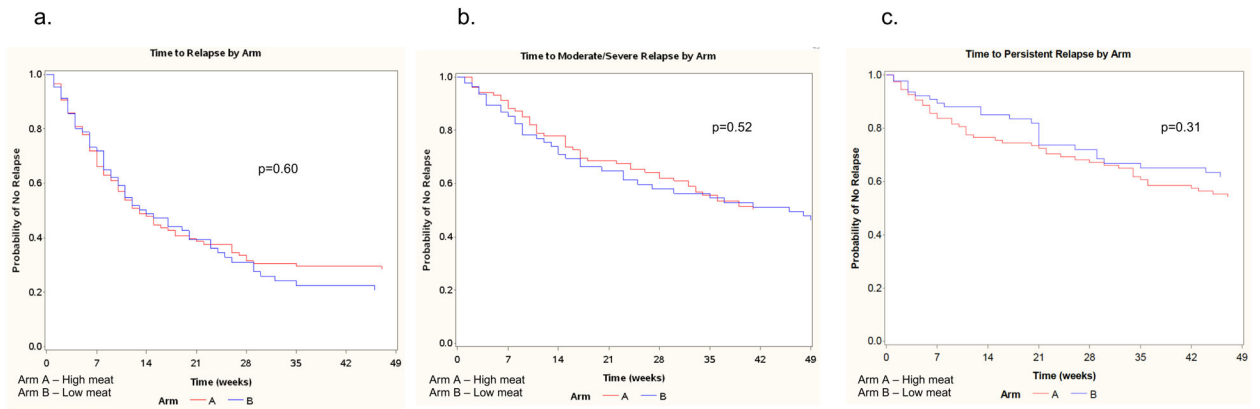 a.
Time to Relapse by Arm
Probability of No Relapse
1.0
0.8
0.6
0.4
0.2
0.0
p=0.60
0 7 14 21 28 35 42 49
Time (weeks)
Arm A – High meat
Arm B – Low meat
Arm A B
b.
Time to Moderate/Severe Relapse by Arm
Probability of No Relapse
1.0
0.8
0.6
0.4
0.2
0.0
p=0.52
0 7 14 21 28 35 42 49
Time (weeks)
Arm A – High meat
Arm B – Low meat
Arm A B
c.
Time to Persistent Relapse by Arm
Probability of No Relapse
1.0
0.8
0.6
0.4
0.2
0.0
p=0.31
0 7 14 21 28 35 42 49
Time (weeks)
Arm A – High meat
Arm B – Low meat
Arm A B